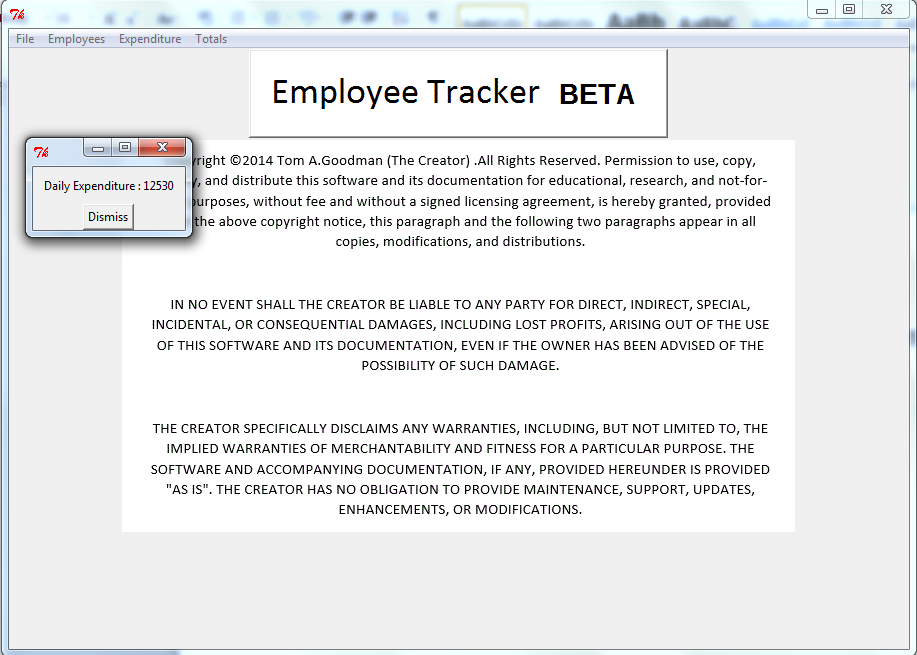 File Employees Expenditure Totals
Employee Tracker BETA
Daily Expenditure : 12530
Dismiss
©2014 Tom A.Goodman (The Creator) .All Rights Reserved. Permission to use, copy,
and distribute this software and its documentation for educational, research, and not-for-
without fee and without a signed licensing agreement, is hereby granted, provided
the above copyright notice, this paragraph and the following two paragraphs appear in all
copies, modifications, and distributions.
IN NO EVENT SHALL THE CREATOR BE LIABLE TO ANY PARTY FOR DIRECT, INDIRECT, SPECIAL,
INCIDENTAL, OR CONSEQUENTIAL DAMAGES, INCLUDING LOST PROFITS, ARISING OUT OF THE USE
OF THIS SOFTWARE AND ITS DOCUMENTATION, EVEN IF THE OWNER HAS BEEN ADVISED OF THE
POSSIBILITY OF SUCH DAMAGE.
THE CREATOR SPECIFICALLY DISCLAIMS ANY WARRANTIES, INCLUDING, BUT NOT LIMITED TO, THE
IMPLIED WARRANTIES OF MERCHANTABILITY AND FITNESS FOR A PARTICULAR PURPOSE. THE
SOFTWARE AND ACCOMPANYING DOCUMENTATION, IF ANY, PROVIDED HEREUNDER IS PROVIDED
"AS IS". THE CREATOR HAS NO OBLIGATION TO PROVIDE MAINTENANCE, SUPPORT, UPDATES,
ENHANCEMENTS, OR MODIFICATIONS.